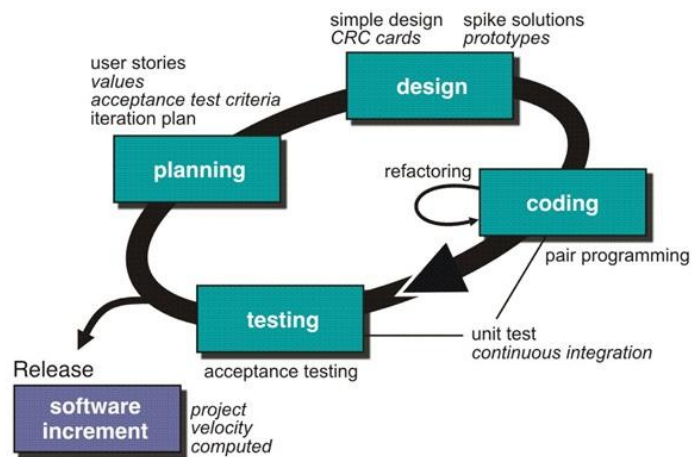 simple design
CRC cards
spike solutions
prototypes
design
user stories
values
acceptance test criteria
iteration plan
planning
refactoring
coding
pair programming
testing
unit test
continuous integration
acceptance testing
Release
software
increment
project
velocity
computed